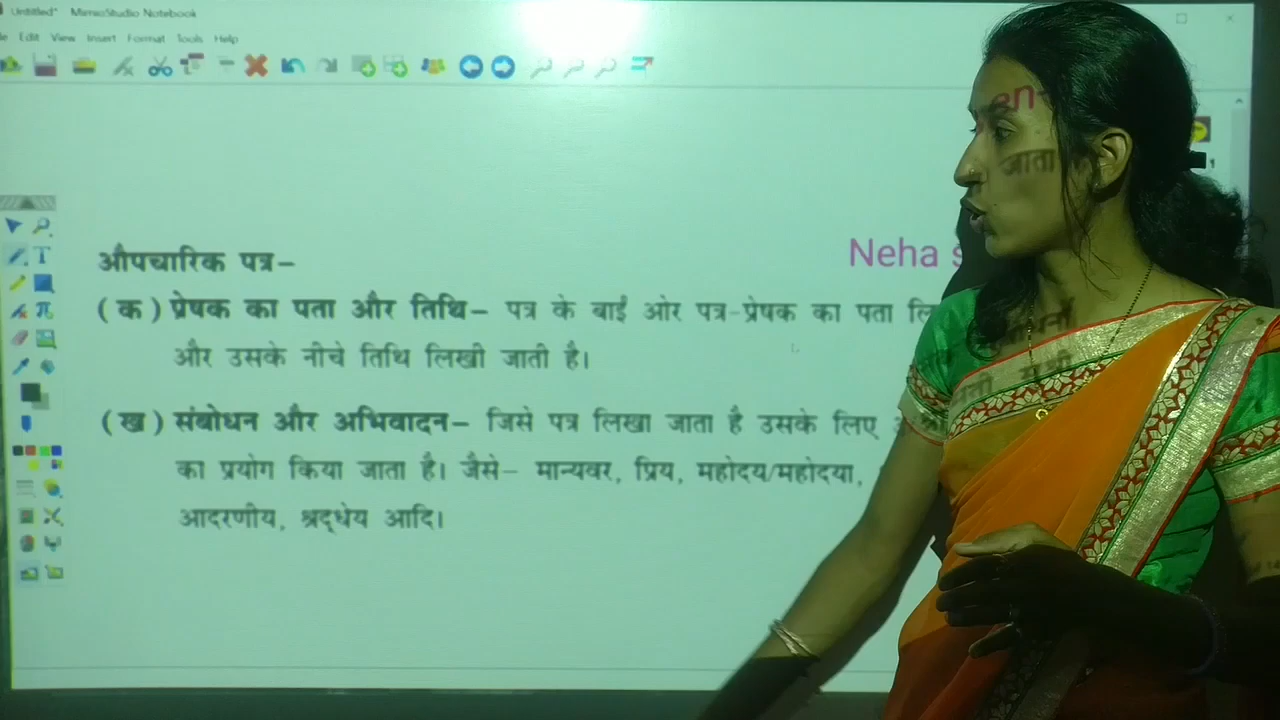 Untitled* MimioStudio Notebook
Edit View Insert Format Tools Help
औपचारिक पत्र–
Neha
(क) प्रेषक का पता और तिथि– पत्र के बाईं ओर पत्र-प्रेषक का पता
और उसके नीचे तिथि लिखी जाती है।
(ख) संबोधन और अभिवादन– जिसे पत्र लिखा जाता है उसके लिए
का प्रयोग किया जाता है। जैसे– मान्यवर, प्रिय, महोदय/महोदया,
आदरणीय, श्रद्धेय आदि।
जाता